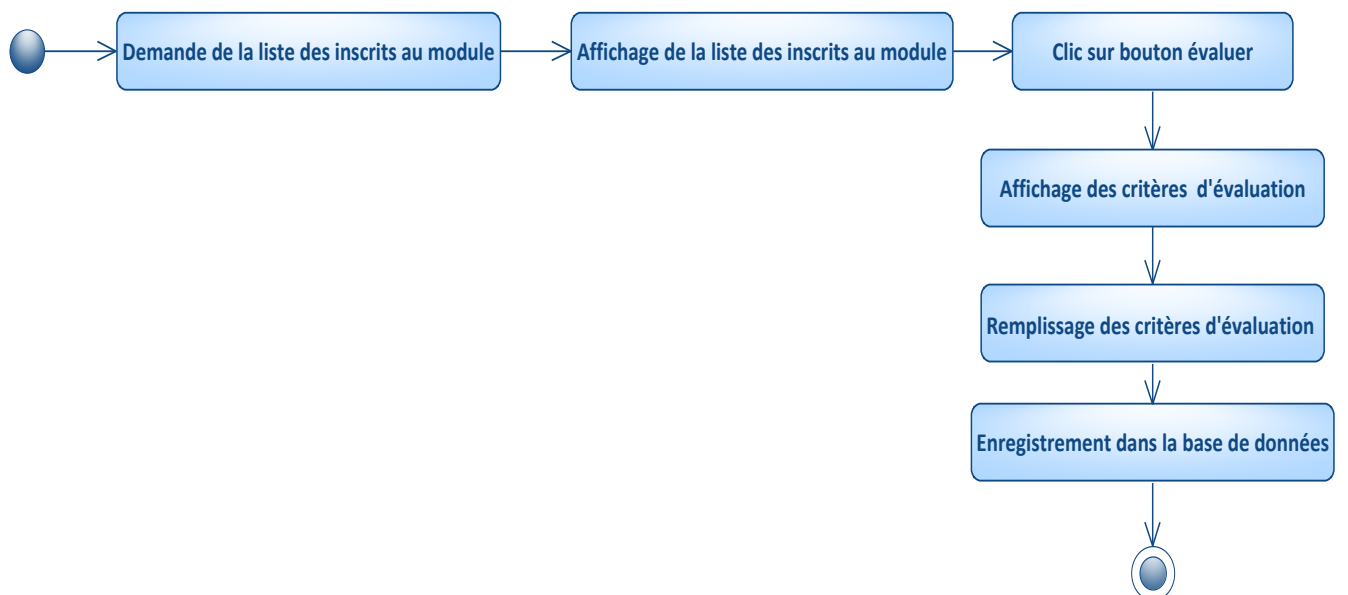 Demande de la liste des inscrits au module
Affichage de la liste des inscrits au module
Clic sur bouton évaluer
Affichage des critères d'évaluation
Remplissage des critères d'évaluation
Enregistrement dans la base de données